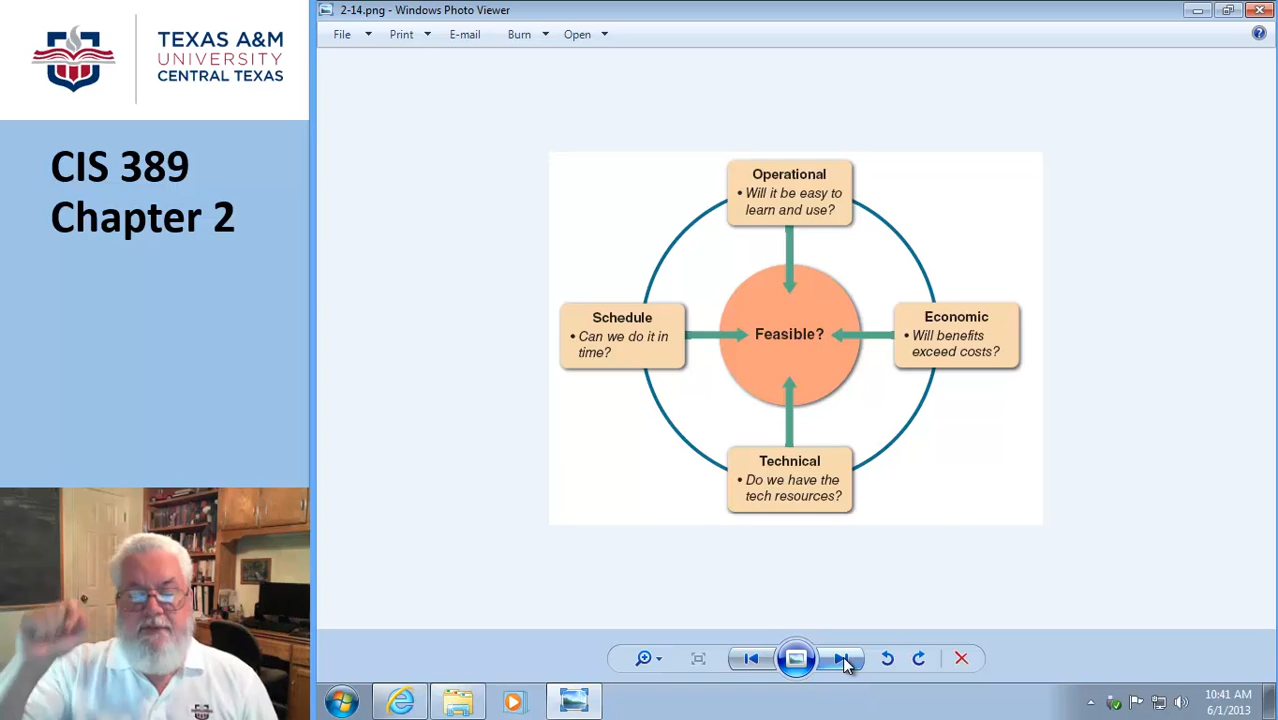 TEXAS A&M
UNIVERSITY
CENTRAL TEXAS
CIS 389
Chapter 2
2-14.png - Windows Photo Viewer
File Print E-mail Burn Open
Operational
• Will it be easy to
learn and use?
Schedule
• Can we do it in
time?
Feasible?
Economic
• Will benefits
exceed costs?
Technical
• Do we have the
tech resources?
10:41 AM
6/1/2013